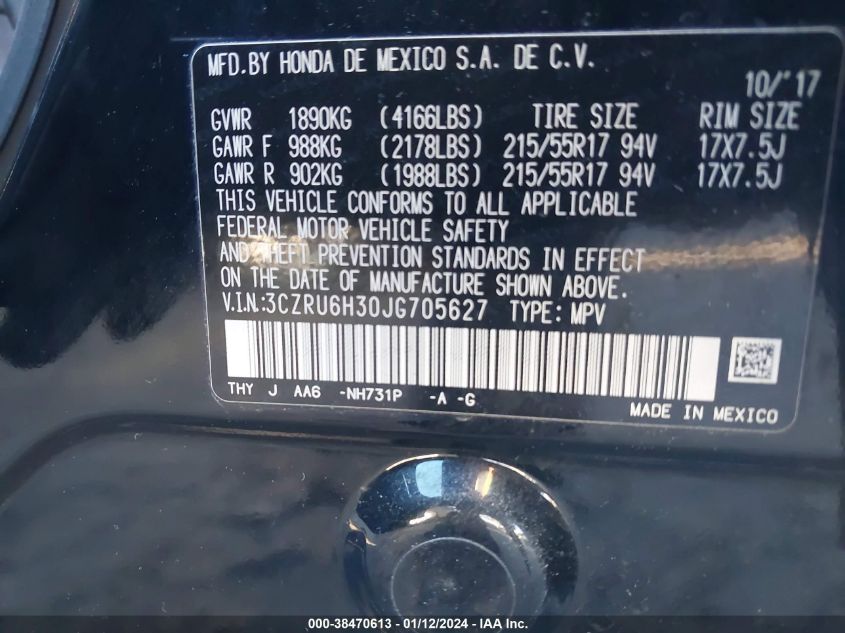 MFD.BY HONDA DE MEXICO S.A. DE C.V.
10/'17
GVWR 1890KG (4166LBS) TIRE SIZE RIM SIZE
GAWR F 988KG (2178LBS) 215/55R17 94V 17X7.5J
GAWR R 902KG (1988LBS) 215/55R17 94V 17X7.5J
THIS VEHICLE CONFORMS TO ALL APPLICABLE
FEDERAL MOTOR VEHICLE SAFETY
AND THEFT PREVENTION STANDARDS IN EFFECT
ON THE DATE OF MANUFACTURE SHOWN ABOVE.
V.I.N.:3CZRU6H30JG705627 TYPE: MPV
THY J AA6 -NH731P -A -G
MADE IN MEXICO
000-38470613 - 01/12/2024 - IAAI Inc.